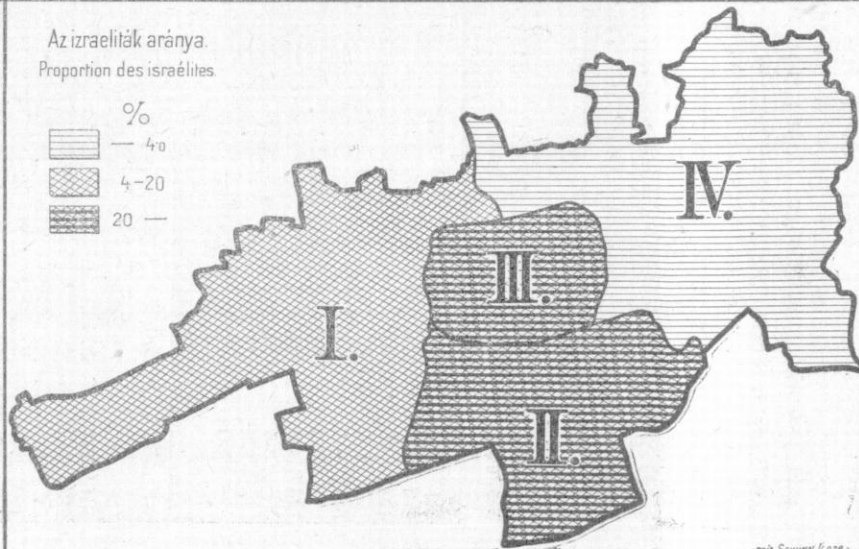 Az izraeliták aránya.
Proportion des israélites.
%
— 4.0
4-20
20 —
I.
II.
III.
IV.